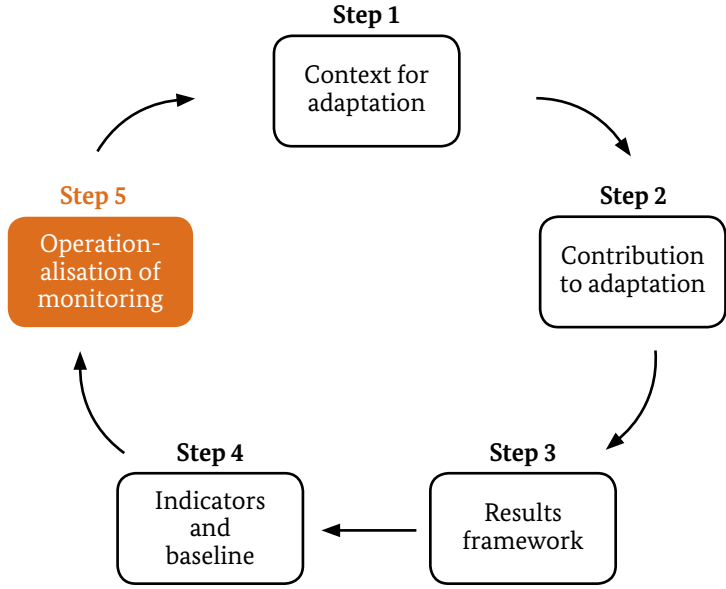 Step 1
Context for
adaptation
Step 2
Contribution
to adaptation
Step 3
Results
framework
Step 4
Indicators
and
baseline
Step 5
Operation-
alisation of
monitoring